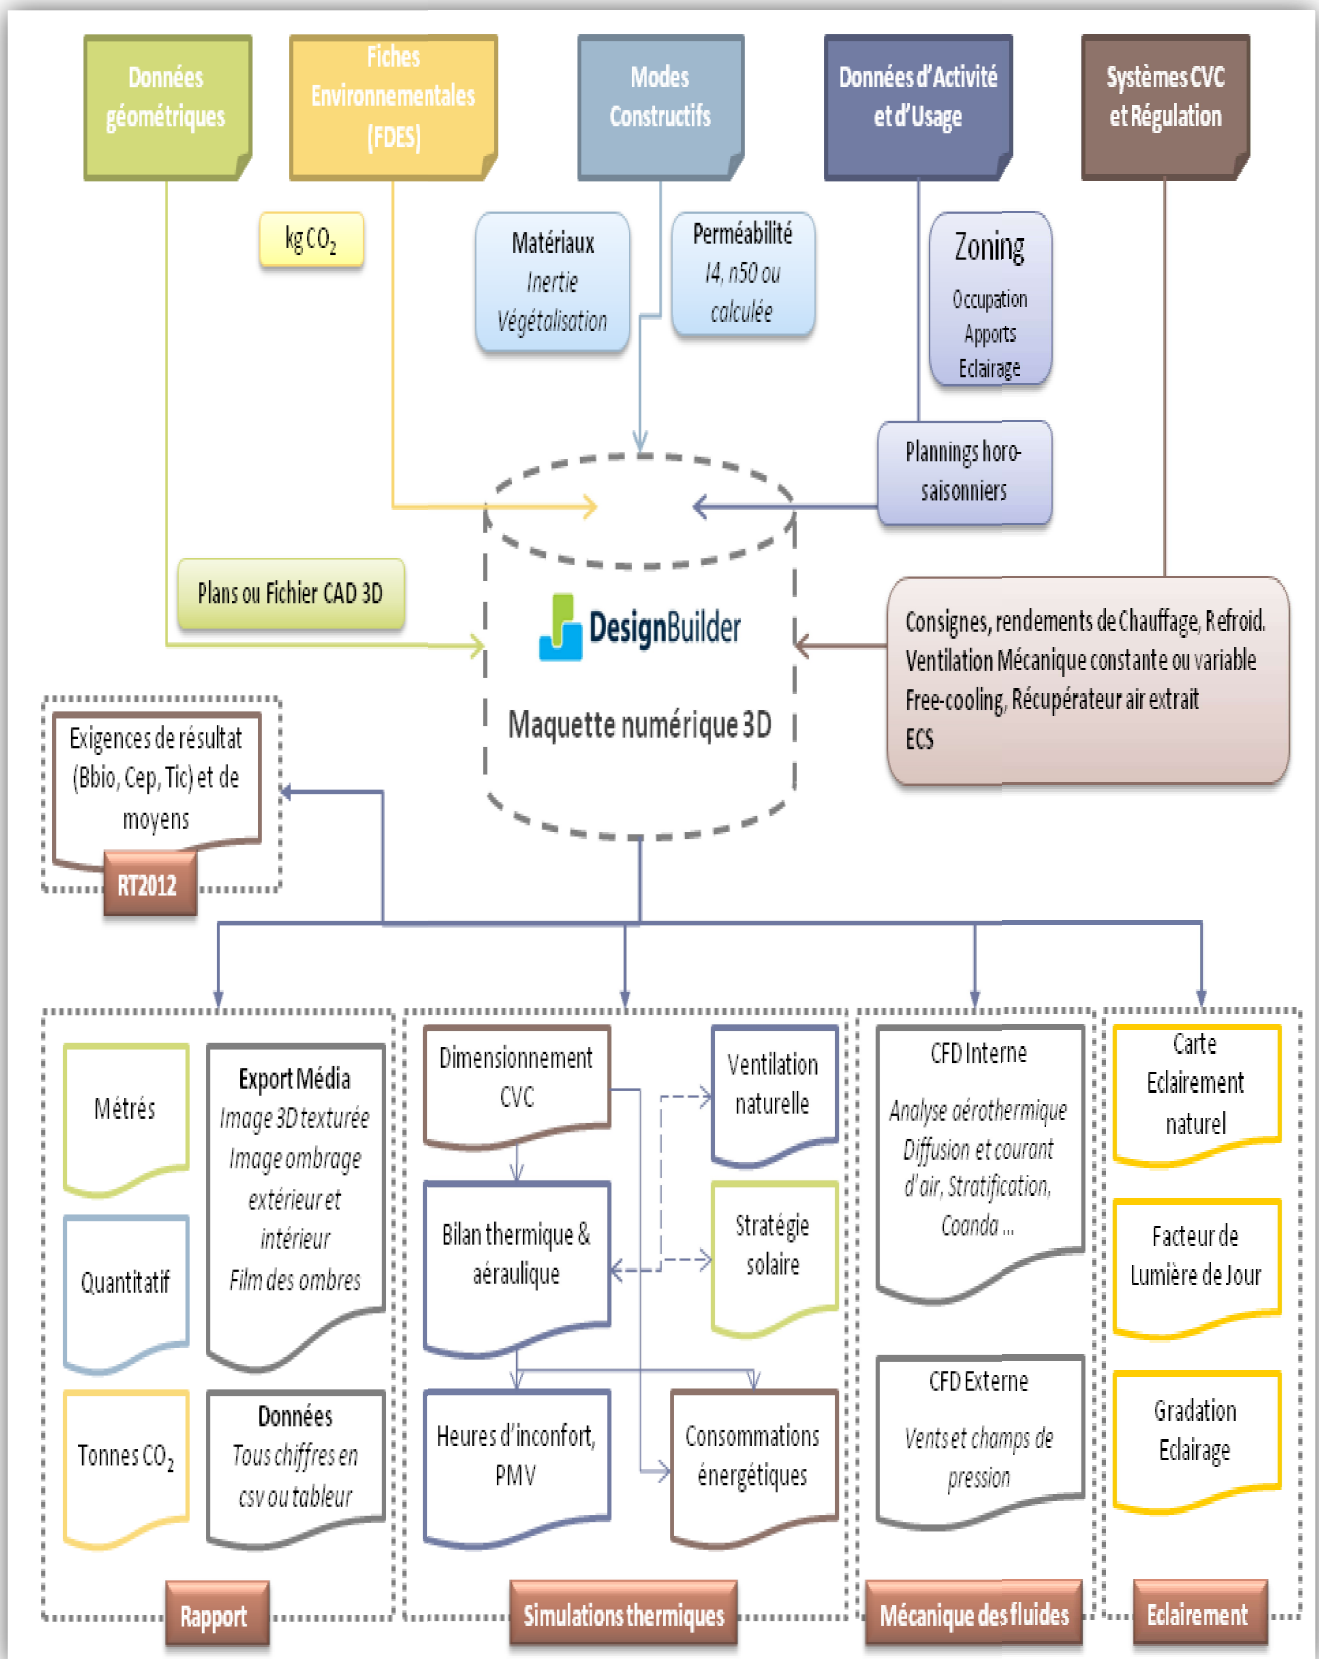 Données
géométriques
Fiches
Environnementales
(FDES)
Modes
Constructifs
Données d'Activité
et d'Usage
Systèmes CVC
et Régulation
kg CO₂
Matériaux
Inertie
Végétalisation
Perméabilité
I4, n50 ou
calculée
Zoning
Occupation
Apports
Eclairage
Plannings horo-
saisonniers
Plans ou Fichier CAD 3D
DesignBuilder
Maquette numérique 3D
Consignes, rendements de Chauffage, Refroid.
Ventilation Mécanique constante ou variable
Free-cooling, Récupérateur air extrait
ECS
Exigences de résultat
(Bbio, Cep, Tic) et de
moyens
RT2012
Métrés
Quantitatif
Tonnes CO₂
Export Média
Image 3D texturée
Image ombrage
extérieur et
intérieur
Film des ombres
Données
Tous chiffres en
csv ou tableur
Rapport
Dimensionnement
CVC
Ventilation
naturelle
Bilan thermique &
aéraulique
Stratégie
solaire
Heures d'inconfort,
PMV
Consommations
énergétiques
Simulations thermiques
CFD Interne
Analyse aérothermique
Diffusion et courant
d'air, Stratification,
Coanda ...
CFD Externe
Vents et champs de
pression
Mécanique des fluides
Carte
Eclairement
naturel
Facteur de
Lumière de Jour
Gradation
Eclairage
Eclairement